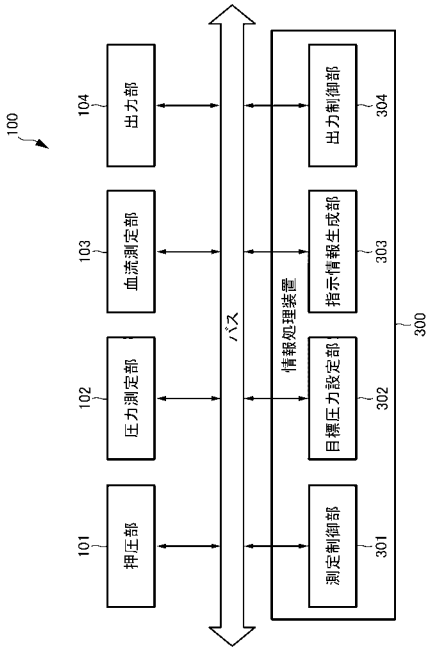 100
101
102
103
104
押圧部
圧力測定部
血流測定部
出力部
バス
情報処理装置
測定制御部
目標圧力設定部
指示情報生成部
出力制御部
301
302
303
304
300